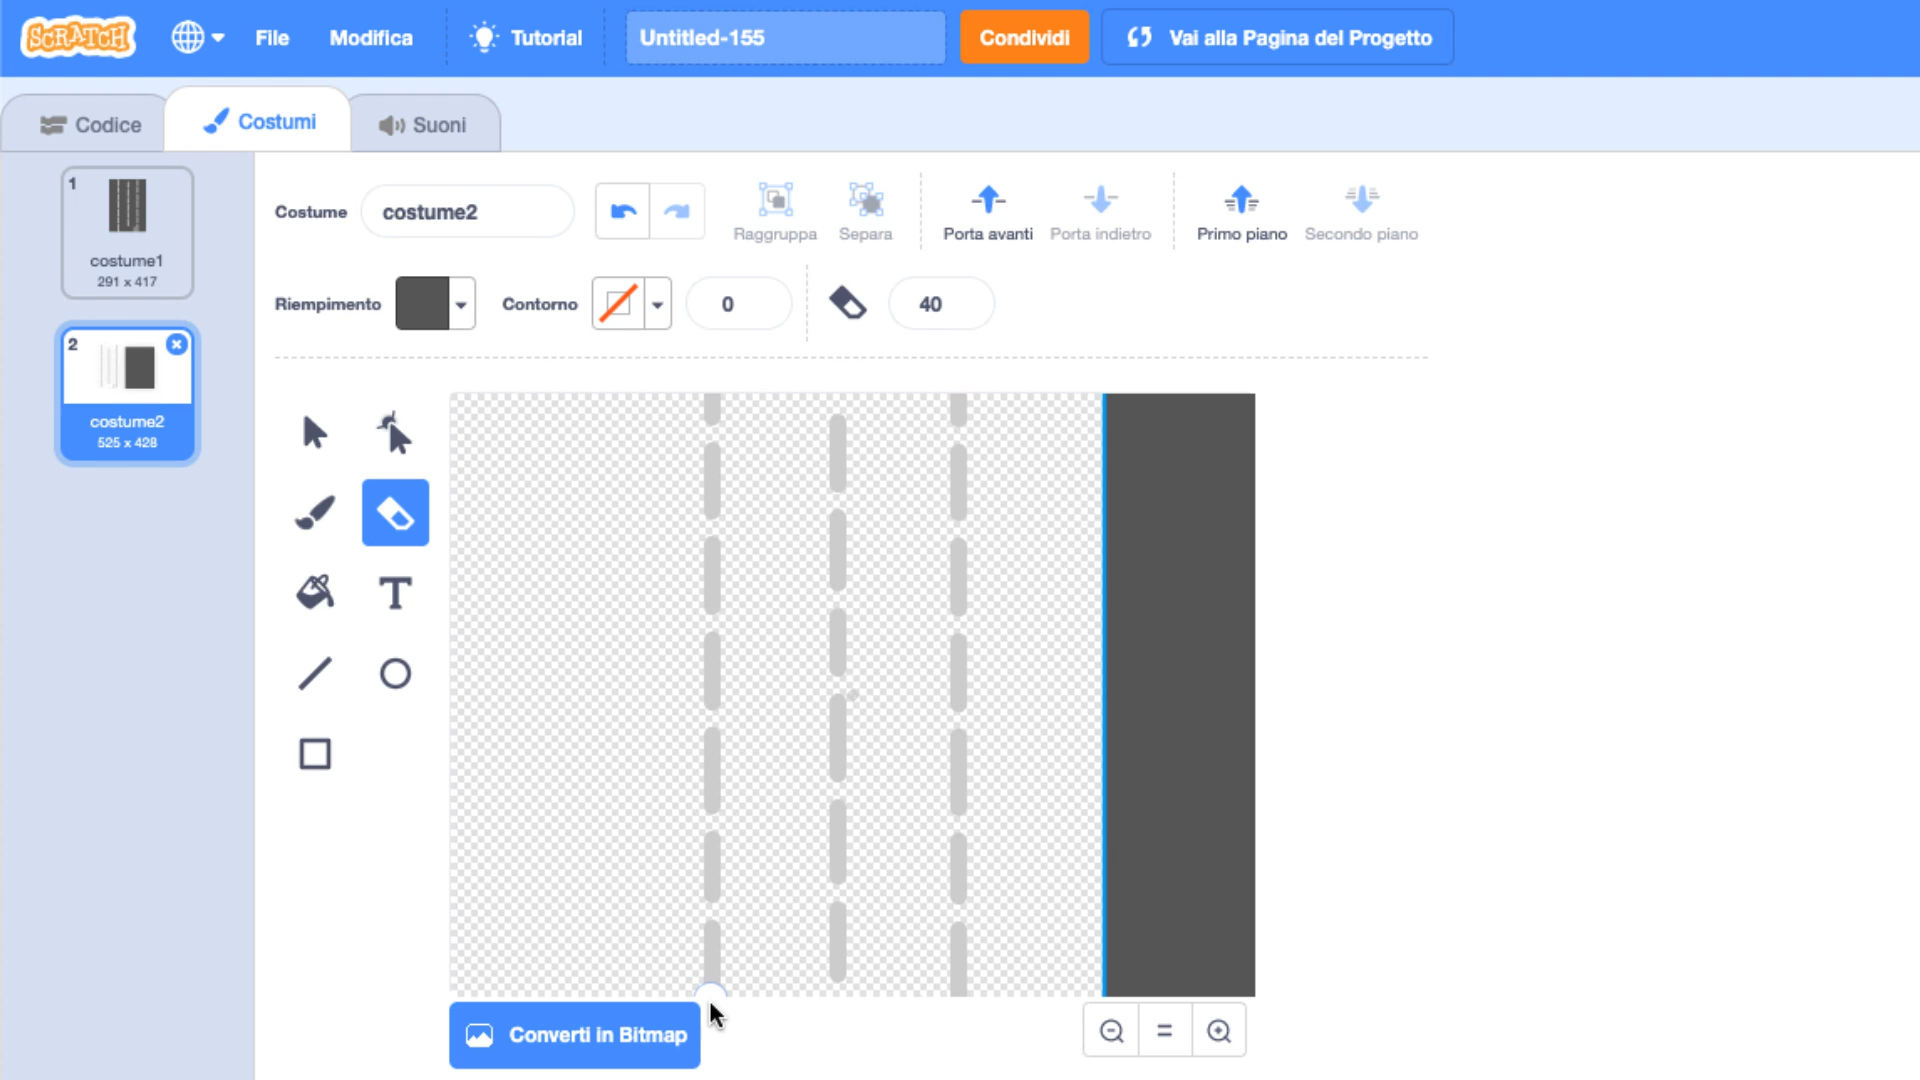 SCRATCH
File
Modifica
Tutorial
Untitled-155
Condividi
Vai alla Pagina del Progetto
Codice
Costumi
Suoni
1
costume1
291 x 417
2
costume2
525 x 428
Costume
costume2
Raggruppa
Separa
Porta avanti
Porta indietro
Primo piano
Secondo piano
Riempimento
Contorno
0
40
T
Converti in Bitmap